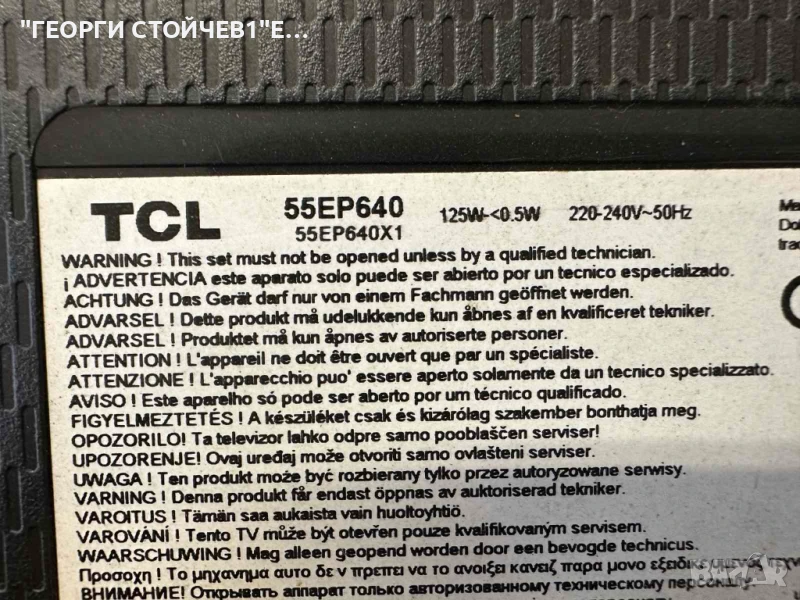 "ГЕОРГИ СТОЙЧЕВ1"Е...
TCL 55EP640 125W-<0.5W 220-240V~50Hz
55EP640X1
Ma
Dol
trac
WARNING ! This set must not be opened unless by a qualified technician.
¡ ADVERTENCIA este aparato solo puede ser abierto por un tecnico especializado.
ACHTUNG ! Das Gerät darf nur von einem Fachmann geöffnet werden.
ADVARSEL ! Dette produkt må udelukkende kun åbnes af en kvalificeret tekniker.
ADVARSEL ! Produktet må kun åpnes av autoriserte personer.
ATTENTION ! L'appareil ne doit être ouvert que par un spécialiste.
ATTENZIONE ! L'apparecchio puo' essere aperto solamente da un tecnico specializzato.
AVISO ! Este aparelho só pode ser aberto por um técnico qualificado.
FIGYELMEZTETÉS ! A készüléket csak és kizárólag szakember bonthatja meg.
OPOZORILO! Ta televizor lahko odpre samo pooblaščen serviser!
UPOZORENJE! Ovaj uređaj može otvoriti samo ovlašteni serviser.
UWAGA ! Ten produkt może być rozbierany tylko przez autoryzowane serwisy.
VARNING ! Denna produkt får endast öppnas av auktoriserad tekniker.
VAROITUS ! Tämän saa aukaista vain huoltoyhtiö.
VAROVÁNÍ ! Tento TV může být otevřen pouze kvalifikovaným servisem.
WAARSCHUWING ! Mag alleen geopend worden door een bevogde technicus.
Προσοχη ! Το μηχανημα αυτο δε ν πρεπει να το ανοιξει κανειζ παρα μονο εξειδικευμενοζ τεχν
ВНИМАНИЕ! Открывать аппарат только авторизованному техническому персоналу